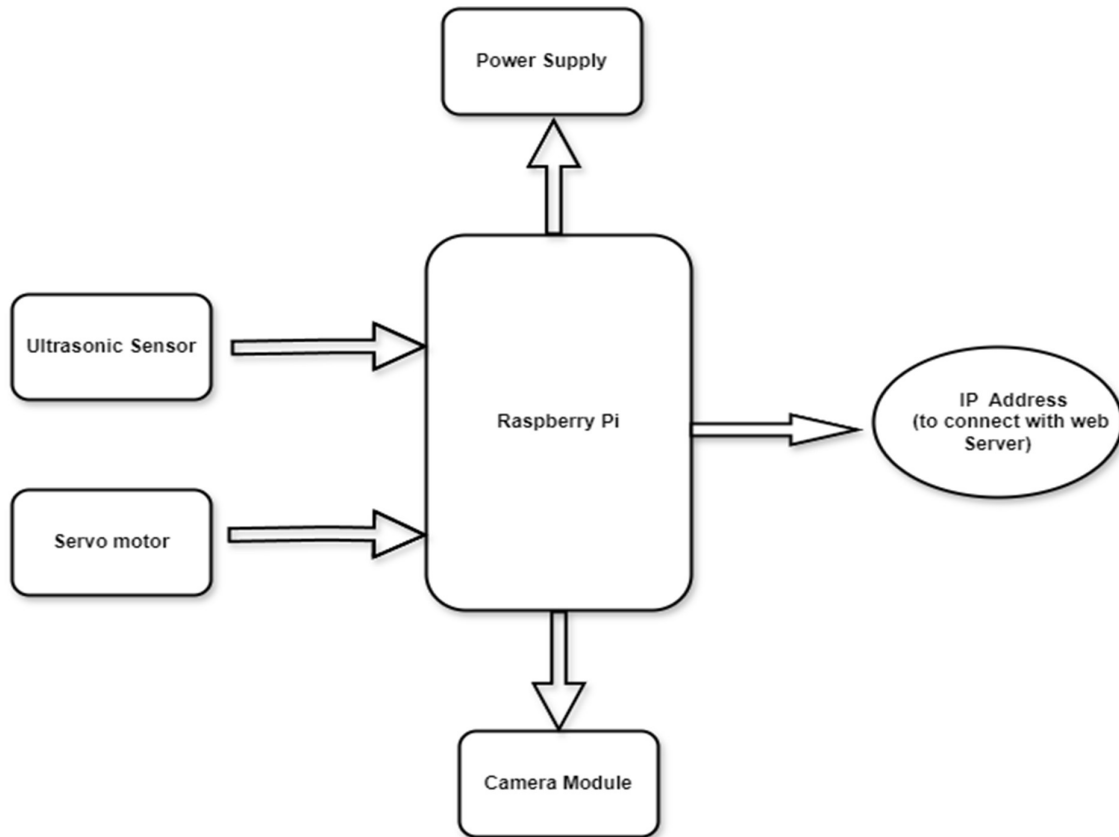 Power Supply
Ultrasonic Sensor
Raspberry Pi
IP Address
(to connect with web
Server)
Servo motor
Camera Module